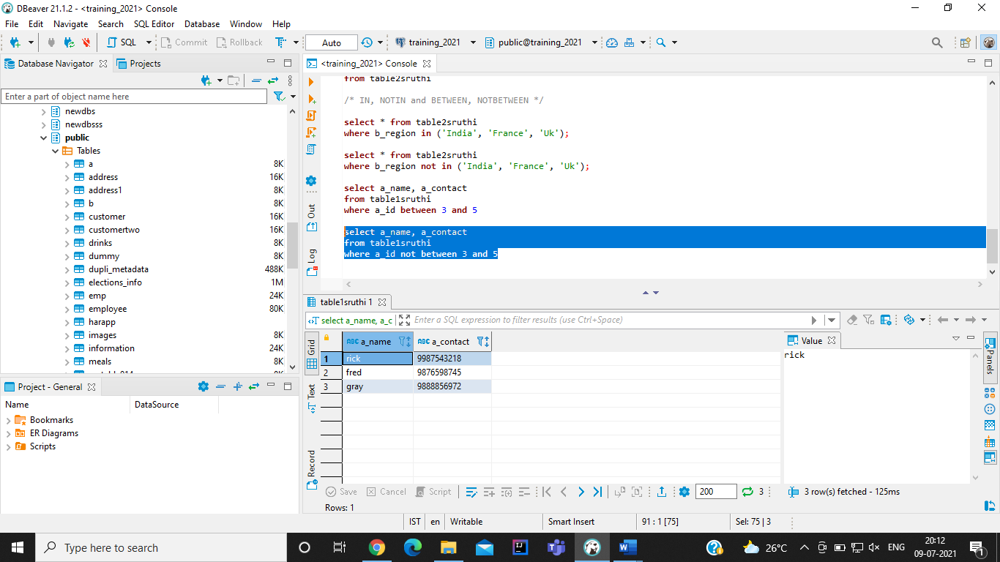 DBeaver 21.1.2 - <training_2021> Console
File Edit Navigate Search SQL Editor Database Window Help
SQL Commit Rollback Auto training_2021 public@training_2021
Database Navigator Projects
Enter a part of object name here
newdbs
newdbsss
public
Tables
a 8K
address 16K
address1 8K
b 8K
customer 16K
customertwo 16K
drinks 8K
dummy 8K
dupli_metadata 488K
elections_info 1M
emp 24K
employee 80K
harapp
images 8K
information 24K
meals 8K
Project - General
Name DataSource
Bookmarks
ER Diagrams
Scripts
<training_2021> Console
from table2sruthi
/* IN, NOTIN and BETWEEN, NOTBETWEEN */
select * from table2sruthi
where b_region in ('India', 'France', 'Uk');
select * from table2sruthi
where b_region not in ('India', 'France', 'Uk');
select a_name, a_contact
from table1sruthi
where a_id between 3 and 5
select a_name, a_contact
from table1sruthi
where a_id not between 3 and 5
Out
Log
table1sruthi 1
select a_name, a_c Enter a SQL expression to filter results (use Ctrl+Space)
Grid
Text
Record
ABC a_name ABC a_contact
1 rick 9987543218
2 fred 9876598745
3 gray 9888856972
Value
rick
Panels
Save Cancel Script 200 3 3 row(s) fetched - 125ms
Rows: 1
IST en Writable Smart Insert 91 : 1 [75] Sel: 75 | 3
Type here to search 26°C ENG 20:12
09-07-2021 1